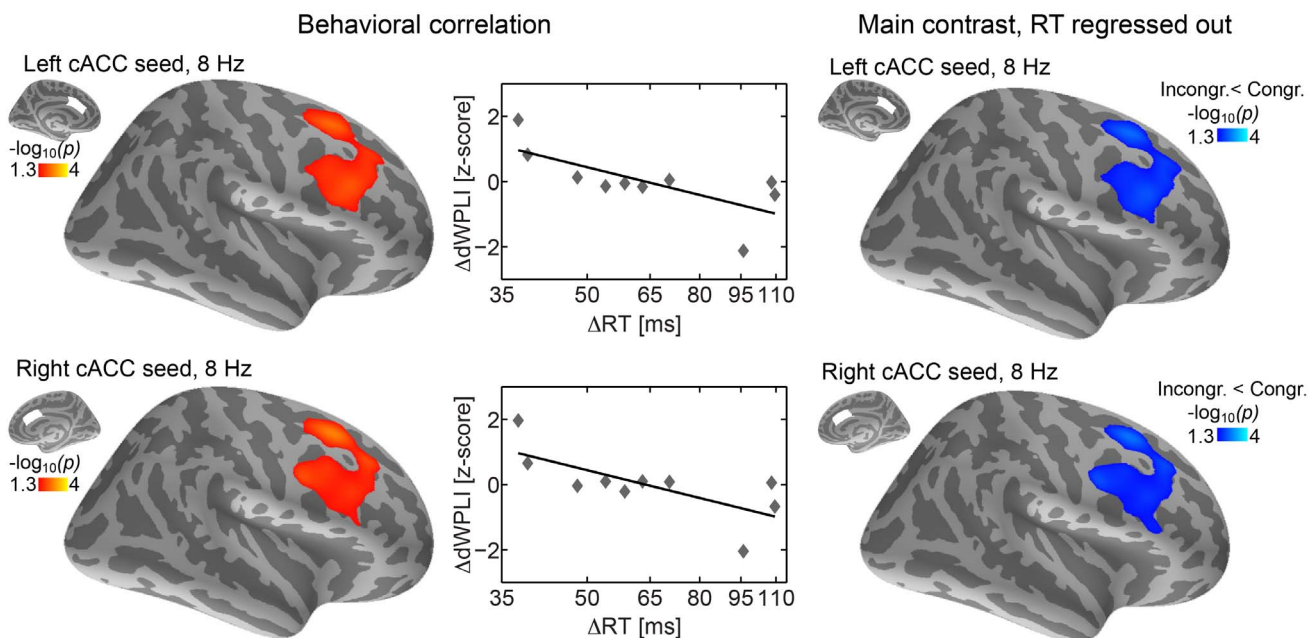 Behavioral correlation
Main contrast, RT regressed out
Left cACC seed, 8 Hz
-log10(p)
1.3 4
ΔdWPLI [z-score]
2
0
−2
35 50 65 80 95 110
ΔRT [ms]
Left cACC seed, 8 Hz
Incongr.< Congr.
-log10(p)
1.3 4
Right cACC seed, 8 Hz
-log10(p)
1.3 4
ΔdWPLI [z-score]
2
0
−2
35 50 65 80 95 110
ΔRT [ms]
Right cACC seed, 8 Hz
Incongr. < Congr.
-log10(p)
1.3 4